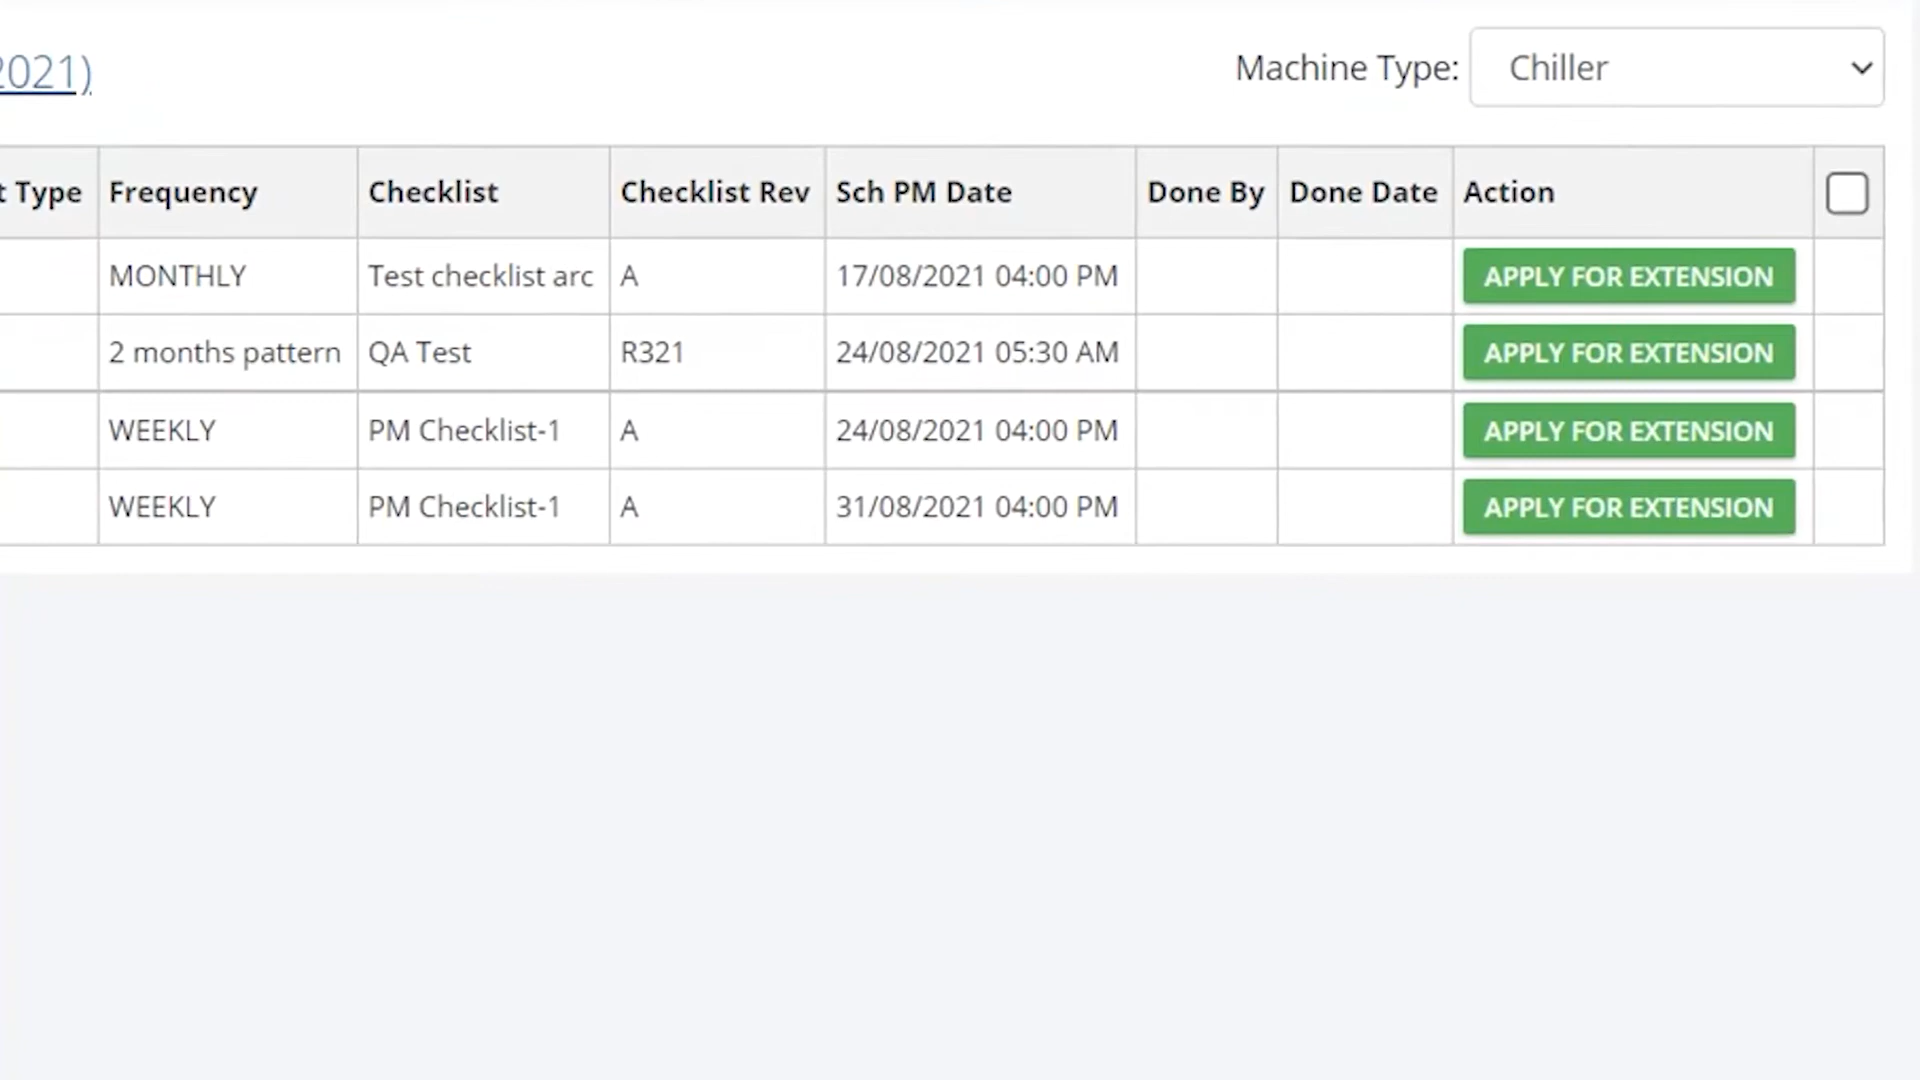 2021)
Machine Type: Chiller
t Type Frequency Checklist Checklist Rev Sch PM Date Done By Done Date Action
MONTHLY Test checklist arc A 17/08/2021 04:00 PM APPLY FOR EXTENSION
2 months pattern QA Test R321 24/08/2021 05:30 AM APPLY FOR EXTENSION
WEEKLY PM Checklist-1 A 24/08/2021 04:00 PM APPLY FOR EXTENSION
WEEKLY PM Checklist-1 A 31/08/2021 04:00 PM APPLY FOR EXTENSION